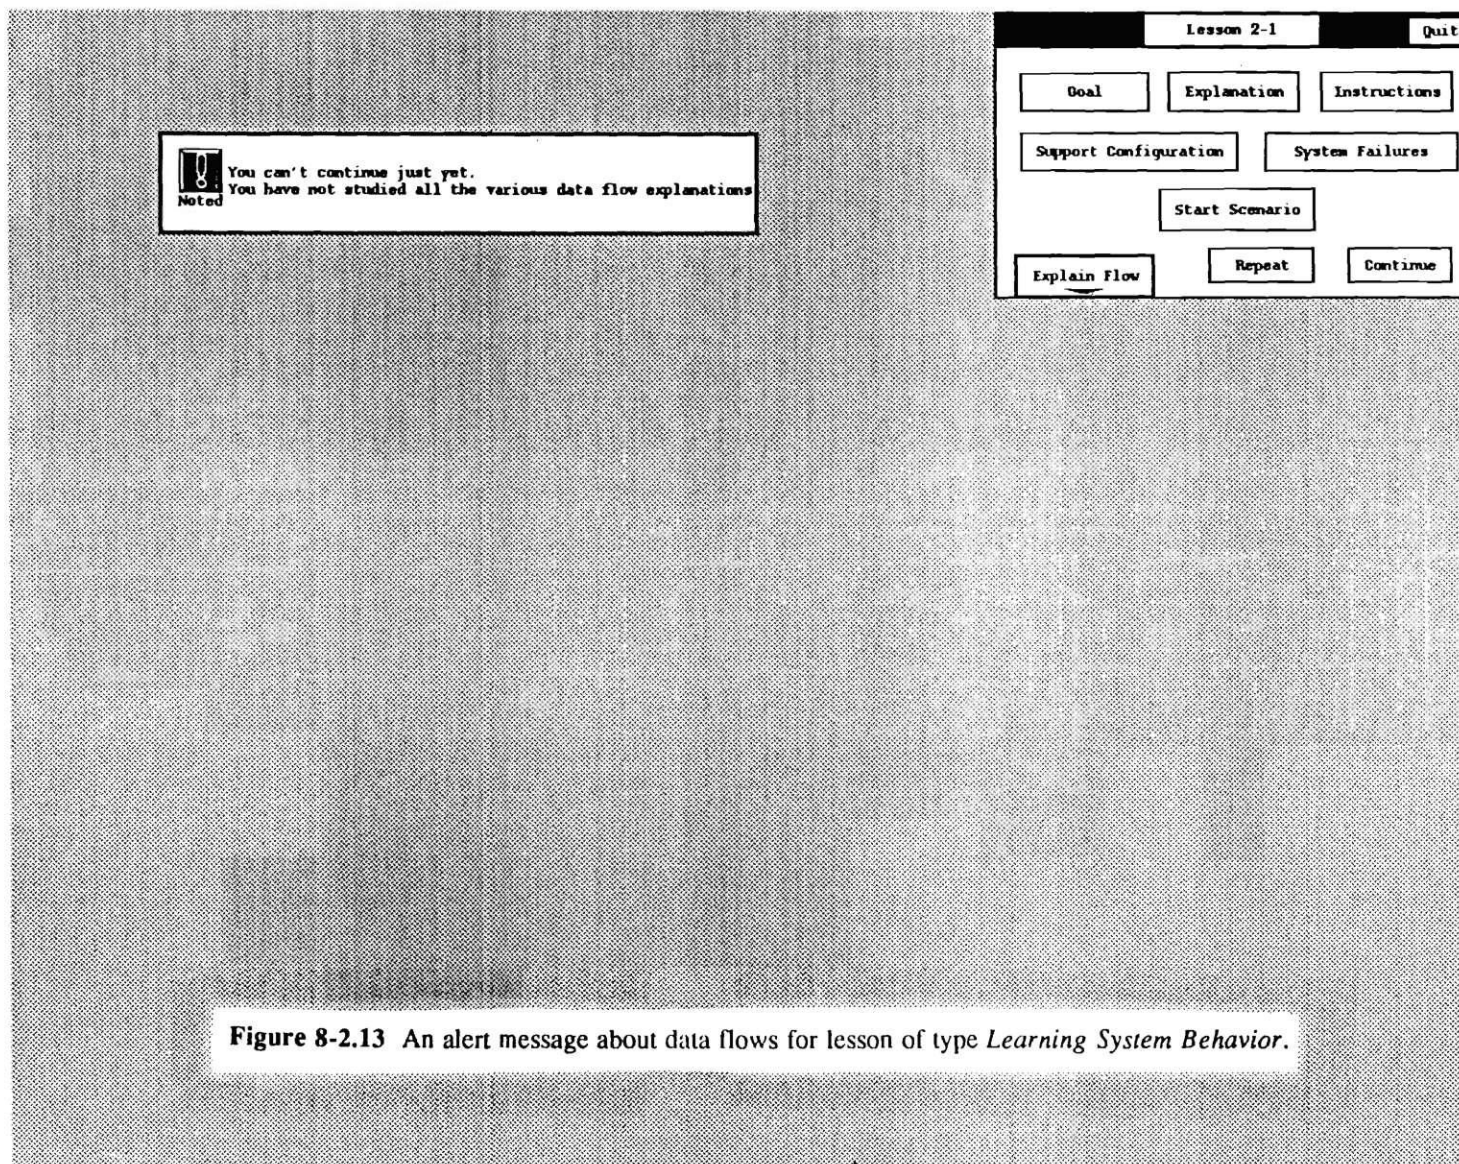 Lesson 2-1
Quit
Goal
Explanation
Instructions
Support Configuration
System Failures
Start Scenario
Explain Flow
Repeat
Continue
You can't continue just yet.
You have not studied all the various data flow explanations
Noted
Figure 8-2.13 An alert message about data flows for lesson of type Learning System Behavior.